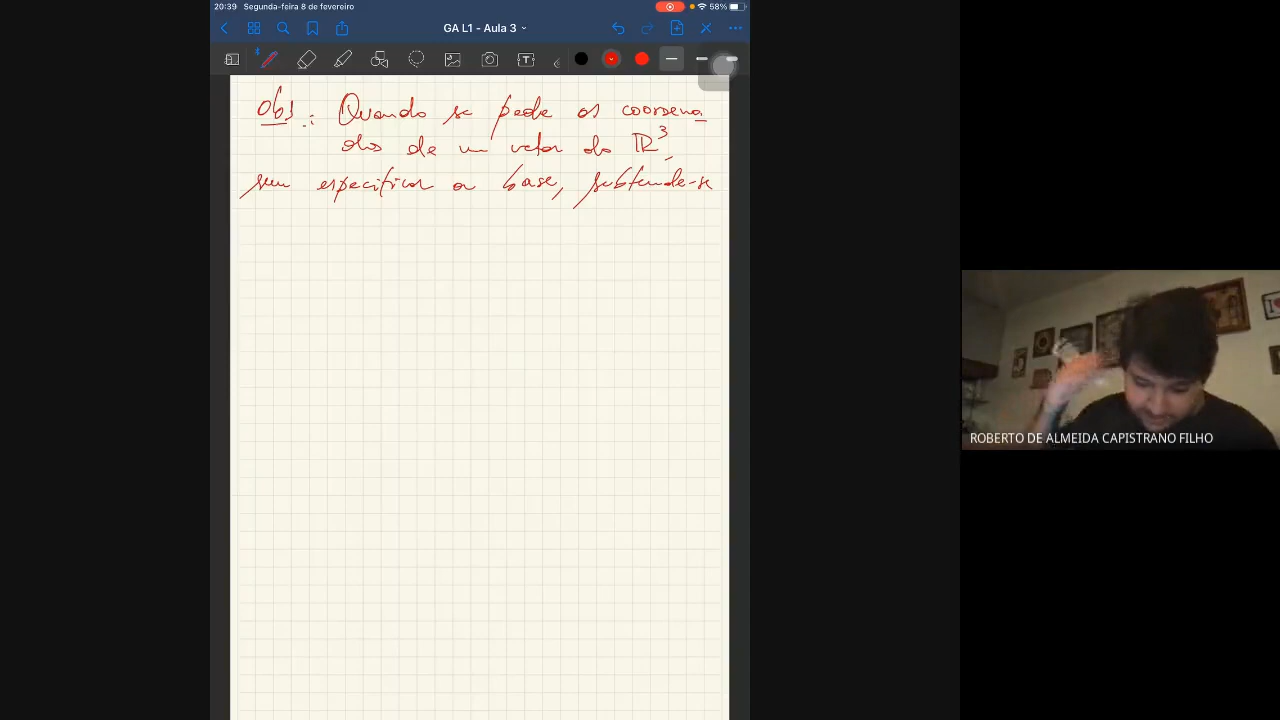 20:39 Segunda-feira 8 de fevereiro
58%
GA L1 - Aula 3
T
Obs.: Quando se pede as coordena
das de um vetor do ℝ³
sem especificar a base, subtende-se
ROBERTO DE ALMEIDA CAPISTRANO FILHO